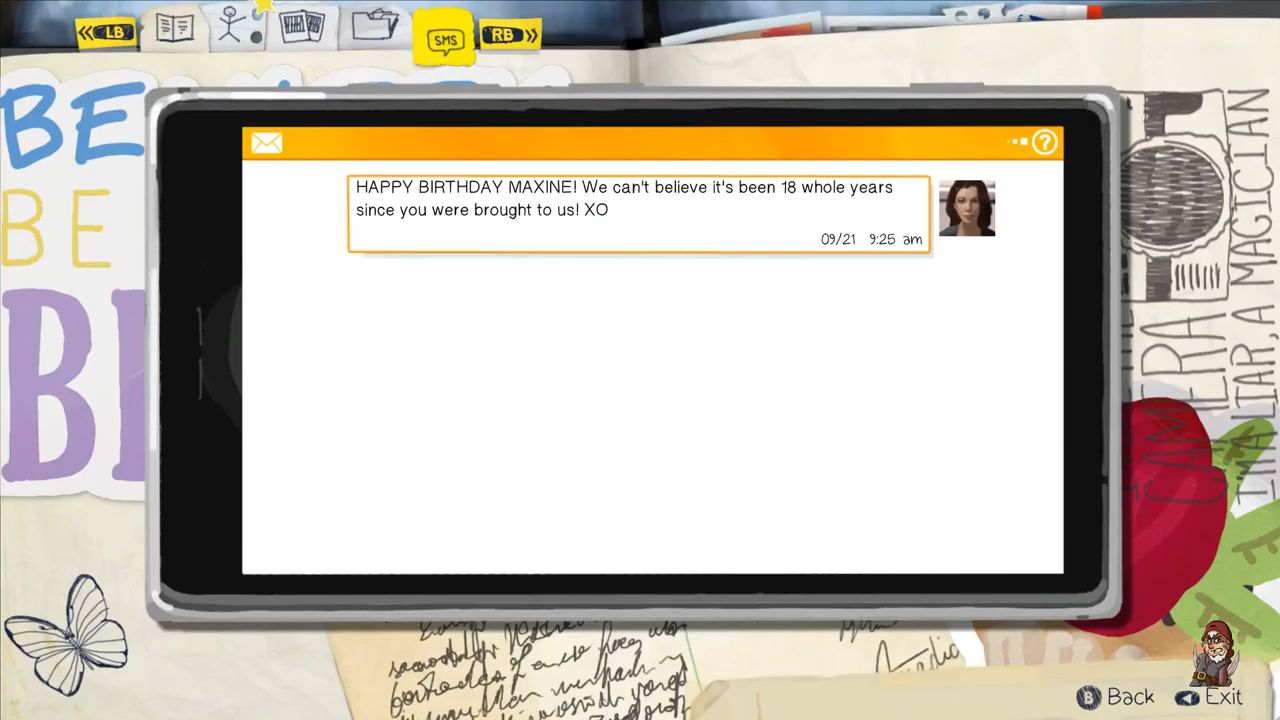 LB
SMS
RB
BE
BE
HAPPY BIRTHDAY MAXINE! We can't believe it's been 18 whole years
since you were brought to us! XO
09/21 9:25 am
CAMERA
LIAR, A MAGICIAN
B Back
Exit